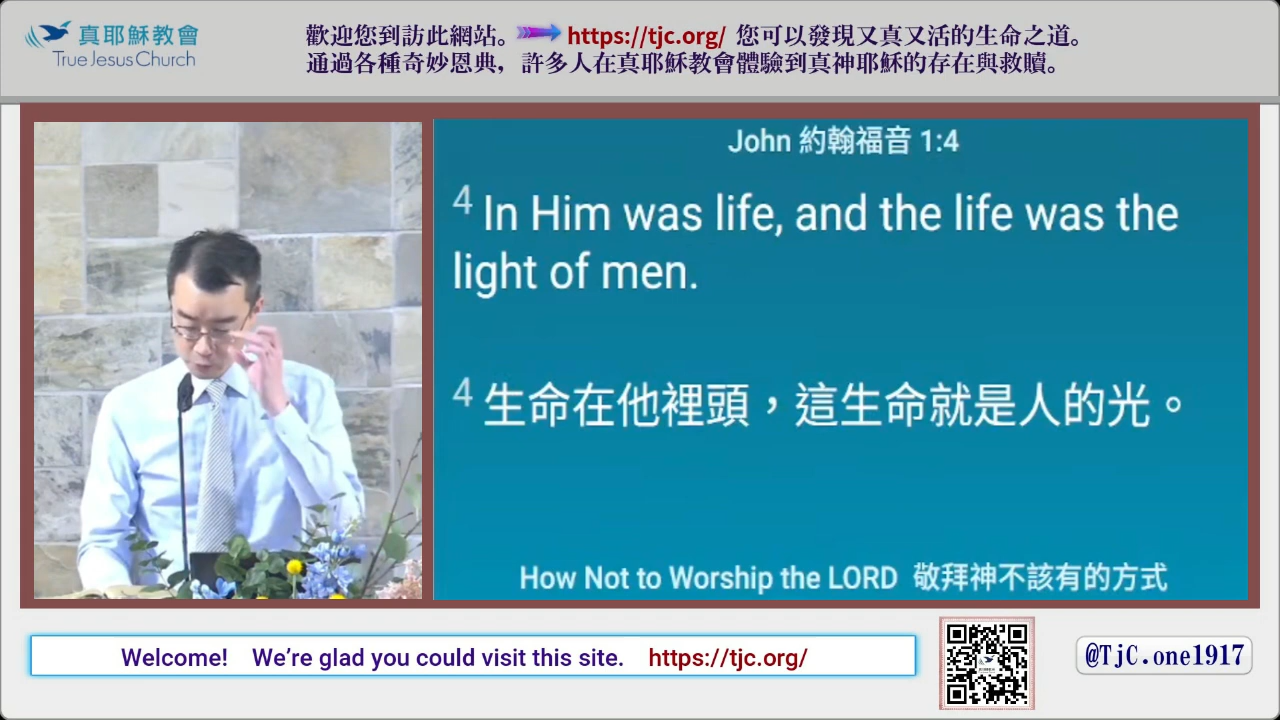 真耶穌教會
True Jesus Church
歡迎您到訪此網站。 https://tjc.org/ 您可以發現又真又活的生命之道。
通過各種奇妙恩典，許多人在真耶穌教會體驗到真神耶穌的存在與救贖。
John 約翰福音 1:4
4 In Him was life, and the life was the
light of men.
4 生命在他裡頭，這生命就是人的光。
How Not to Worship the LORD 敬拜神不該有的方式
Welcome! We’re glad you could visit this site. https://tjc.org/
@TjC.one1917